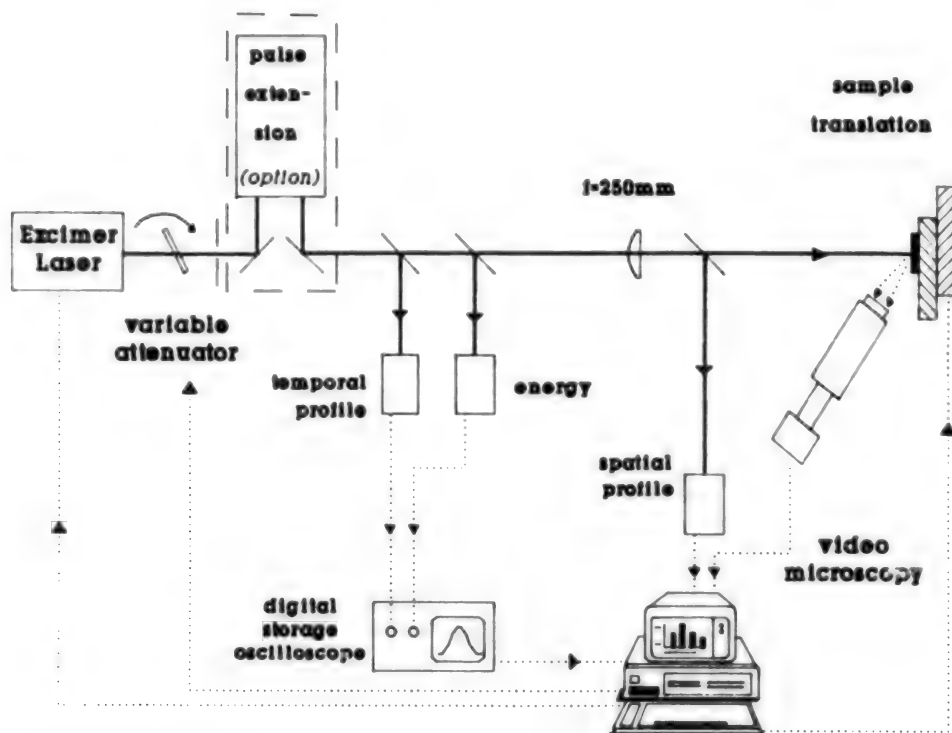 pulse
exten-
sion
(option)
sample
translation
f=250mm
Excimer
Laser
variable
attenuator
temporal
profile
energy
spatial
profile
video
microscopy
digital
storage
oscilloscope